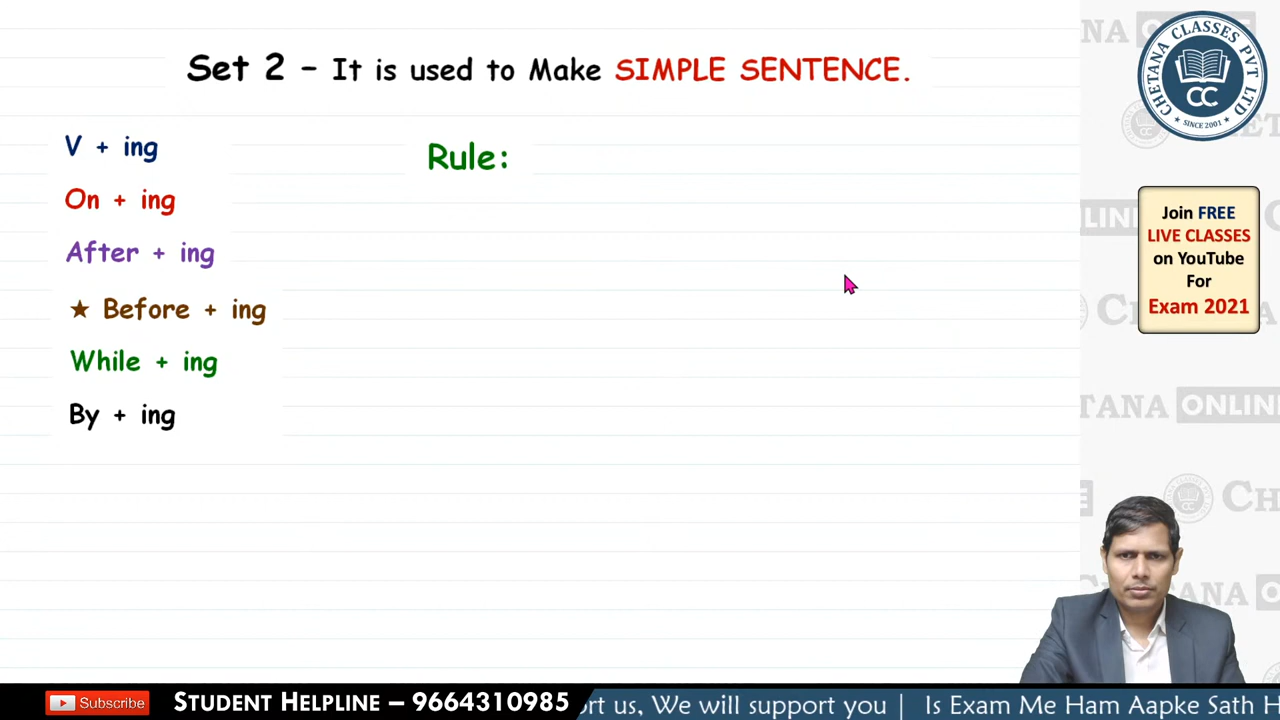 Set 2 – It is used to Make SIMPLE SENTENCE.
V + ing
On + ing
After + ing
★ Before + ing
While + ing
By + ing
Rule:
CHETANA CLASSES PVT LTD
CC
★ SINCE 2001 ★
Join FREE
LIVE CLASSES
on YouTube
For
Exam 2021
TANA ONLINE
Subscribe
STUDENT HELPLINE – 9664310985
rt us, We will support you | Is Exam Me Ham Aapke Sath H